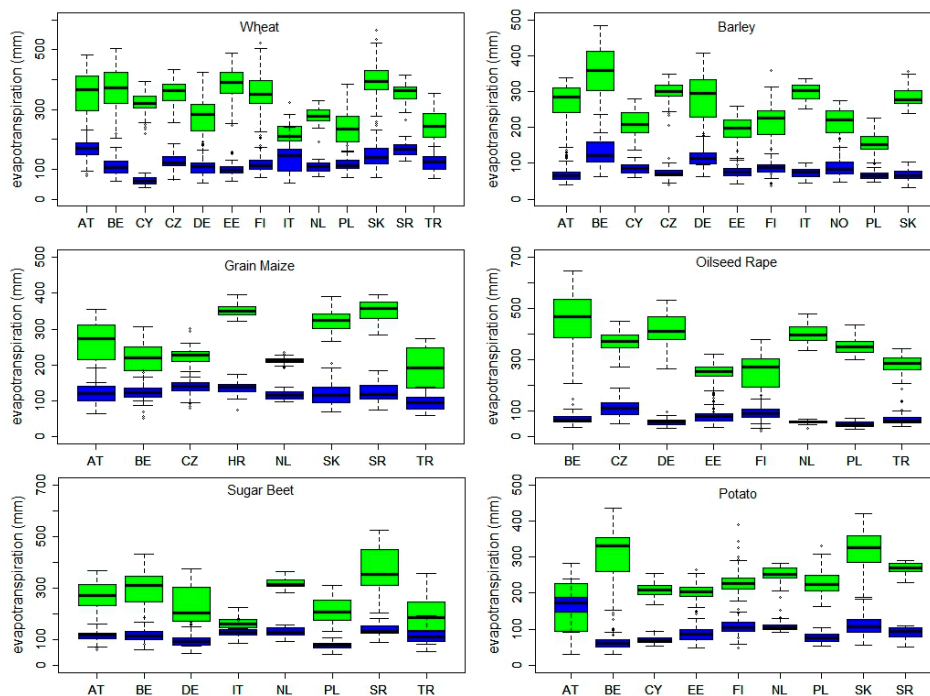 Wheat
evapotranspiration (mm)
500
300
100
0
AT BE CY CZ DE EE FI IT NL PL SK SR TR
Barley
evapotranspiration (mm)
500
400
300
200
100
0
AT BE CY CZ DE EE FI IT NO PL SK
Grain Maize
evapotranspiration (mm)
500
400
300
200
100
0
AT BE CZ HR NL SK SR TR
Oilseed Rape
evapotranspiration (mm)
700
500
300
100
0
BE CZ DE EE FI NL PL TR
Sugar Beet
evapotranspiration (mm)
700
500
300
100
0
AT BE DE IT NL PL SR TR
Potato
evapotranspiration (mm)
500
400
300
200
100
0
AT BE CY EE FI NL PL SK SR